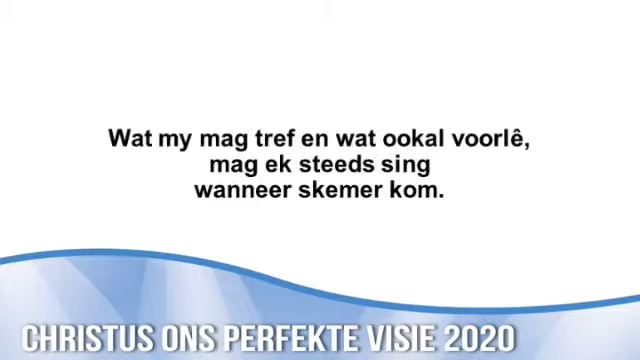 Wat my mag tref en wat ookal voorlê,
mag ek steeds sing
wanneer skemer kom.
CHRISTUS ONS PERFEKTE VISIE 2020